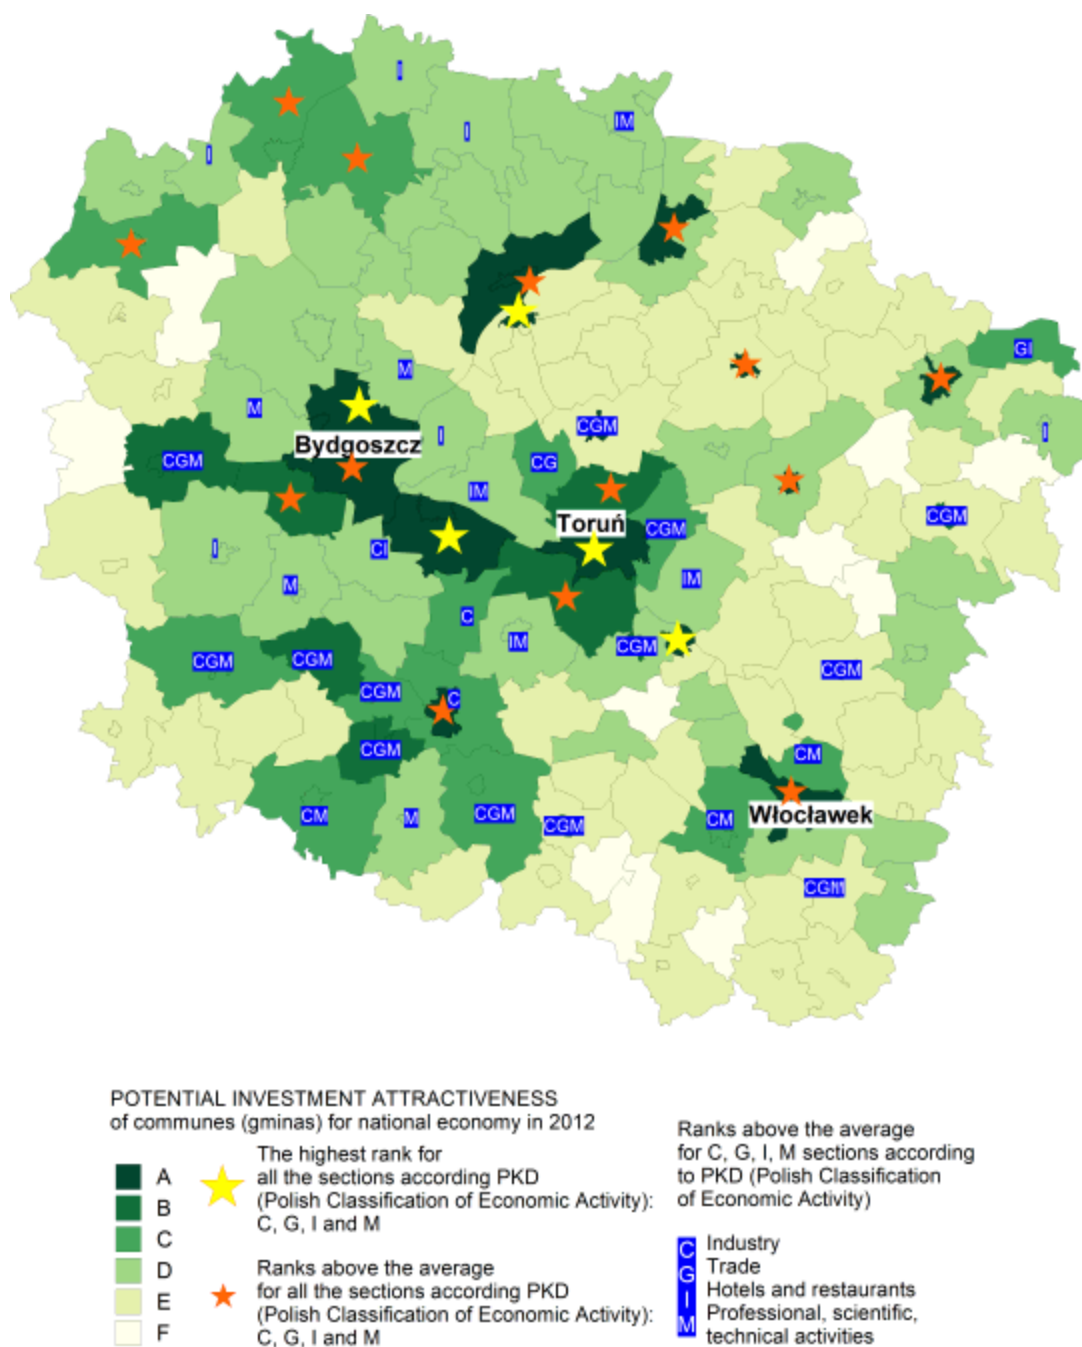 I
I
IM
I
GI
M
M
I
CGM
Bydgoszcz
CGM
CG
IM
I
CGM
Toruń
CGM
I
CI
IM
M
C
IM
CGM
CGM
CGM
CGM
CGM
C
CGM
CM
CM
M
CGM
CGM
CM
Włocławek
POTENTIAL INVESTMENT ATTRACTIVENESS
of communes (gminas) for national economy in 2012
A
B
C
D
E
F
The highest rank for
all the sections according PKD
(Polish Classification of Economic Activity):
C, G, I and M
Ranks above the average
for all the sections according PKD
(Polish Classification of Economic Activity):
C, G, I and M
Ranks above the average
for C, G, I, M sections according
to PKD (Polish Classification
of Economic Activity)
C Industry
G Trade
I Hotels and restaurants
M Professional, scientific,
technical activities